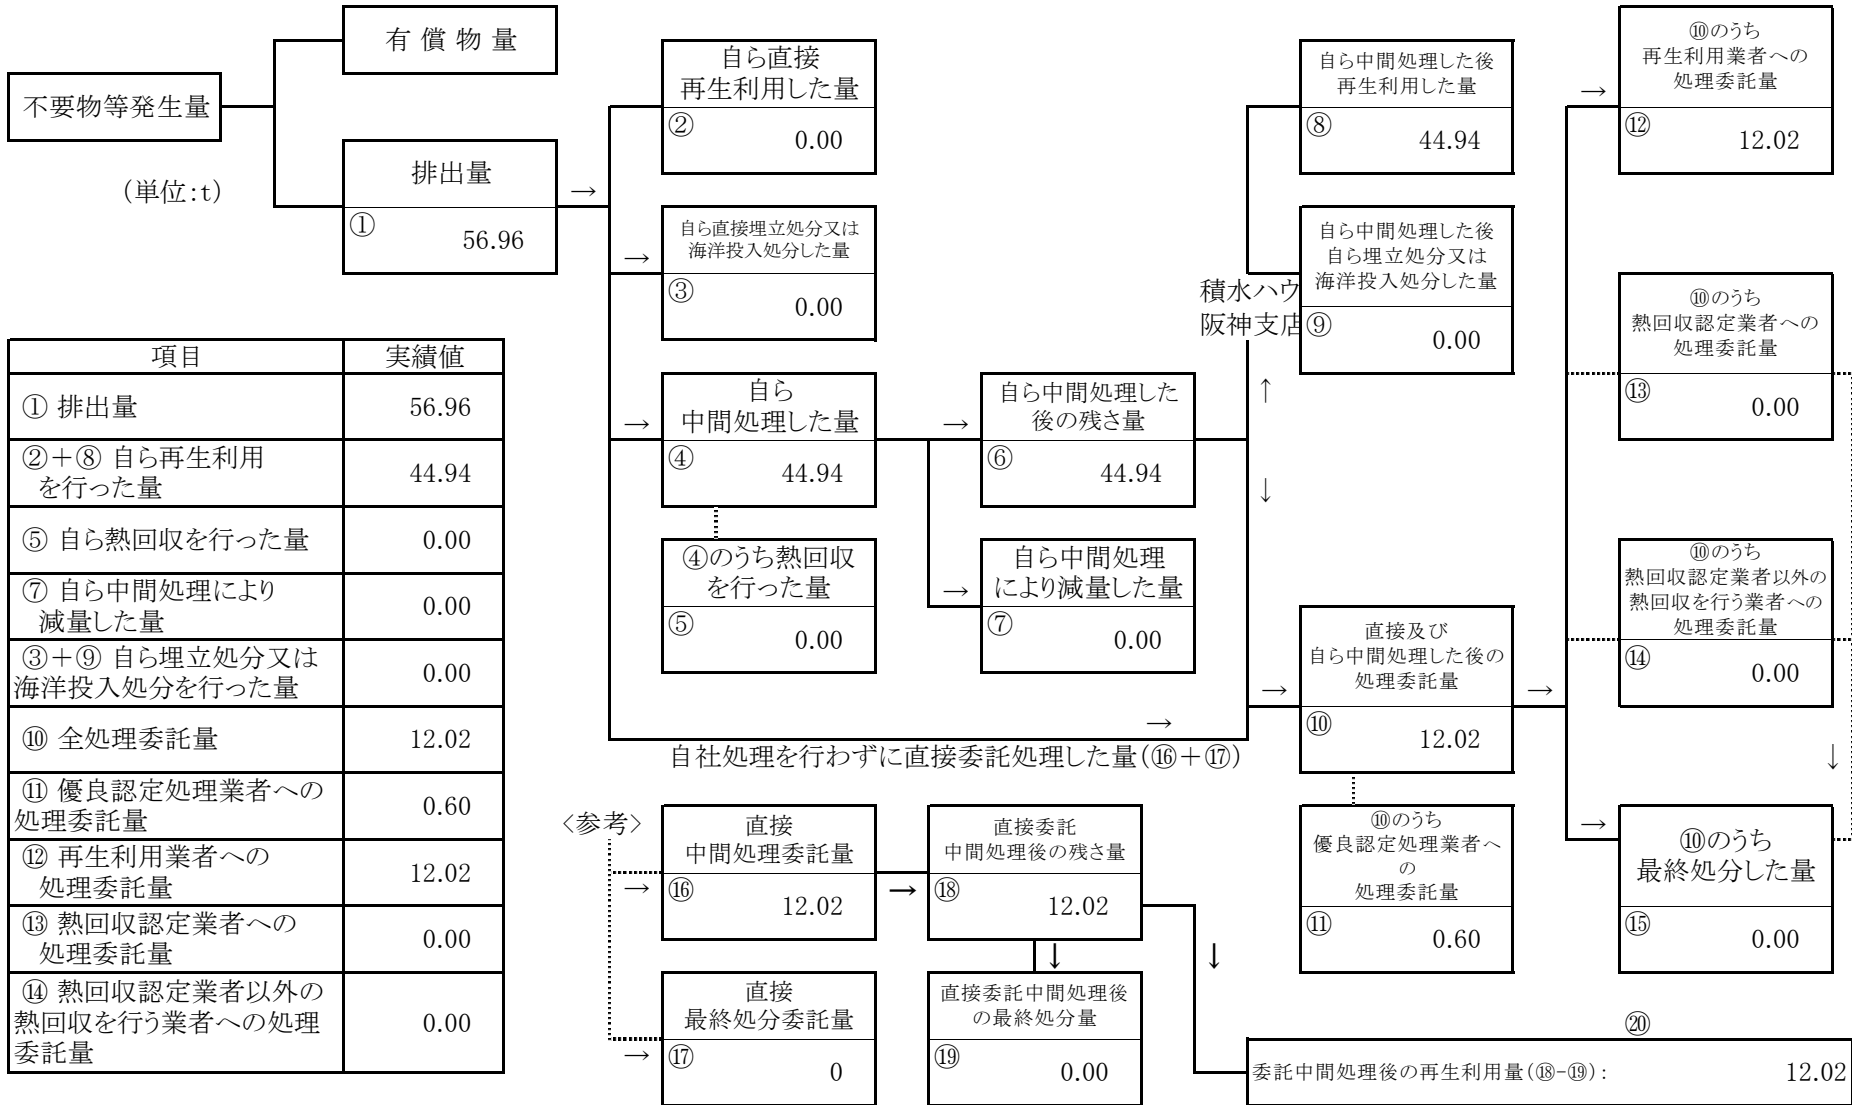 有 償 物 量
不要物等発生量
(単位:t)
排出量
①
56.96
→
自ら直接
再生利用した量
②
0.00
→
自ら直接埋立処分又は
海洋投入処分した量
③
0.00
→
自ら
中間処理した量
④
44.94
④のうち熱回収
を行った量
⑤
0.00
→
自ら中間処理した
後の残さ量
⑥
44.94
→
自ら中間処理
により減量した量
⑦
0.00
自ら中間処理した後
再生利用した量
⑧
44.94
自ら中間処理した後
自ら埋立処分又は
海洋投入処分した量
⑨
0.00
積水ハウ
阪神支店
↑
↓
→
自社処理を行わずに直接委託処理した量(⑯+⑰)
→
直接及び
自ら中間処理した後の
処理委託量
⑩
12.02
→
⑩のうち
優良認定処理業者へ
の
処理委託量
⑪
0.60
→
⑩のうち
再生利用業者への
処理委託量
⑫
12.02
⑩のうち
熱回収認定業者への
処理委託量
⑬
0.00
⑩のうち
熱回収認定業者以外の
熱回収を行う業者への
処理委託量
⑭
0.00
↓
→
⑩のうち
最終処分した量
⑮
0.00
項目 実績値
① 排出量 56.96
②+⑧ 自ら再生利用
を行った量 44.94
⑤ 自ら熱回収を行った量 0.00
⑦ 自ら中間処理により
減量した量 0.00
③+⑨ 自ら埋立処分又は
海洋投入処分を行った量 0.00
⑩ 全処理委託量 12.02
⑪ 優良認定処理業者への
処理委託量 0.60
⑫ 再生利用業者への
処理委託量 12.02
⑬ 熱回収認定業者への
処理委託量 0.00
⑭ 熱回収認定業者以外の
熱回収を行う業者への処理
委託量 0.00
<参考>
→
直接
中間処理委託量
⑯
12.02
→
直接委託
中間処理後の残さ量
⑱
12.02
↓
↓
→
直接
最終処分委託量
⑰
0
直接委託中間処理後
の最終処分量
⑲
0.00
⑳
委託中間処理後の再生利用量(⑱-⑲): 12.02